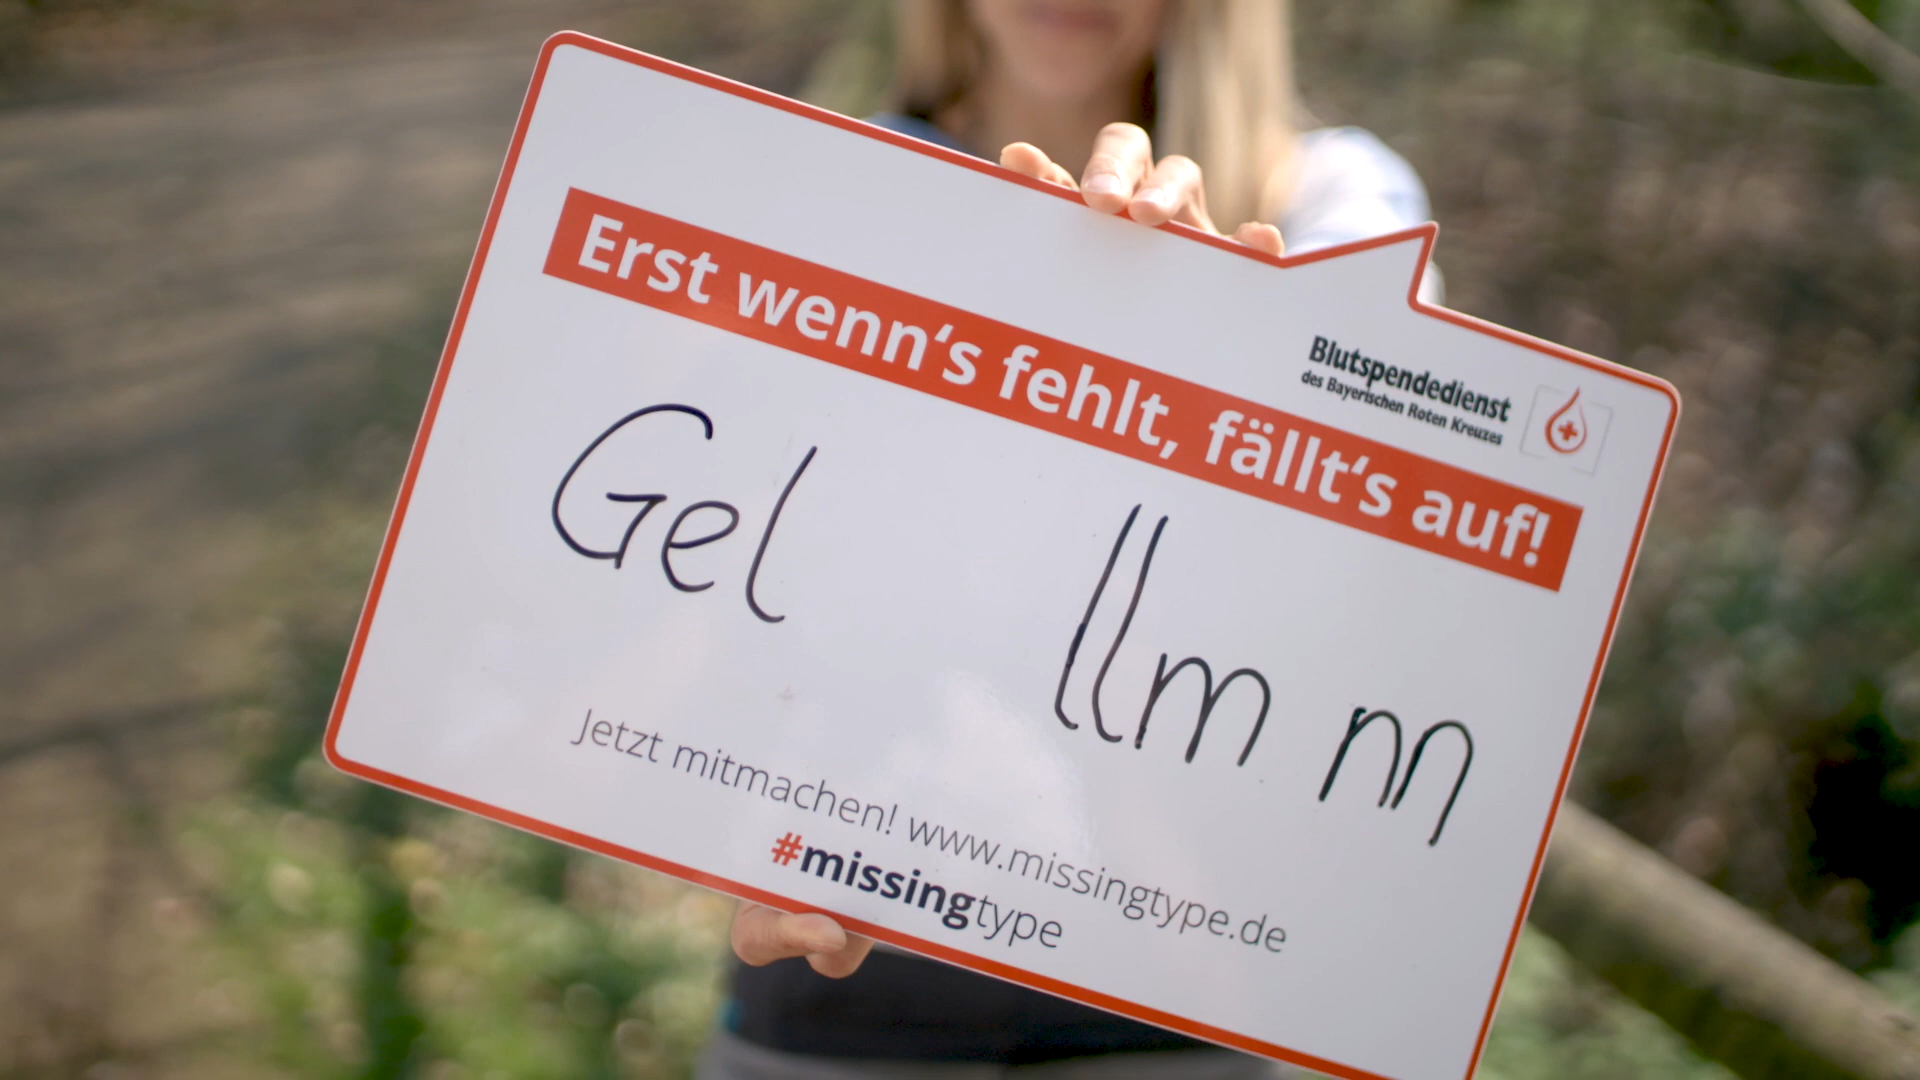 Blutspendedienst
des Bayerischen Roten Kreuzes
Erst wenn‘s fehlt, fällt‘s auf!
Gel llm nn
Jetzt mitmachen! www.missingtype.de
#missingtype